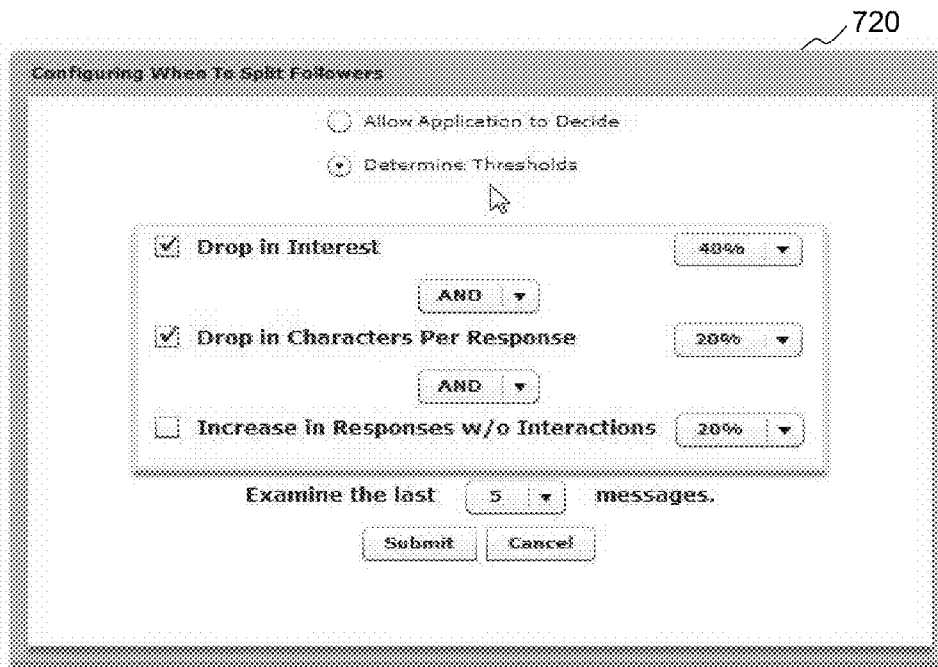 720
Configuring When To Split Followers
Allow Application to Decide
Determine Thresholds
Drop in Interest 40%
AND
Drop in Characters Per Response 20%
AND
Increase in Responses w/o Interactions 20%
Examine the last 5 messages.
Submit Cancel